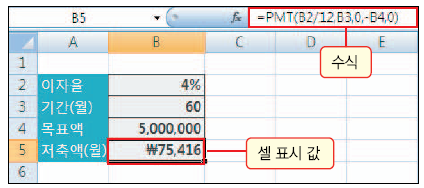 B5 fx =PMT(B2/12,B3,0,-B4,0)
수식
A B C D E
1
2 이자율 4%
3 기간(월) 60
4 목표액 5,000,000
5 저축액(월) ₩75,416
셀 표시 값
6